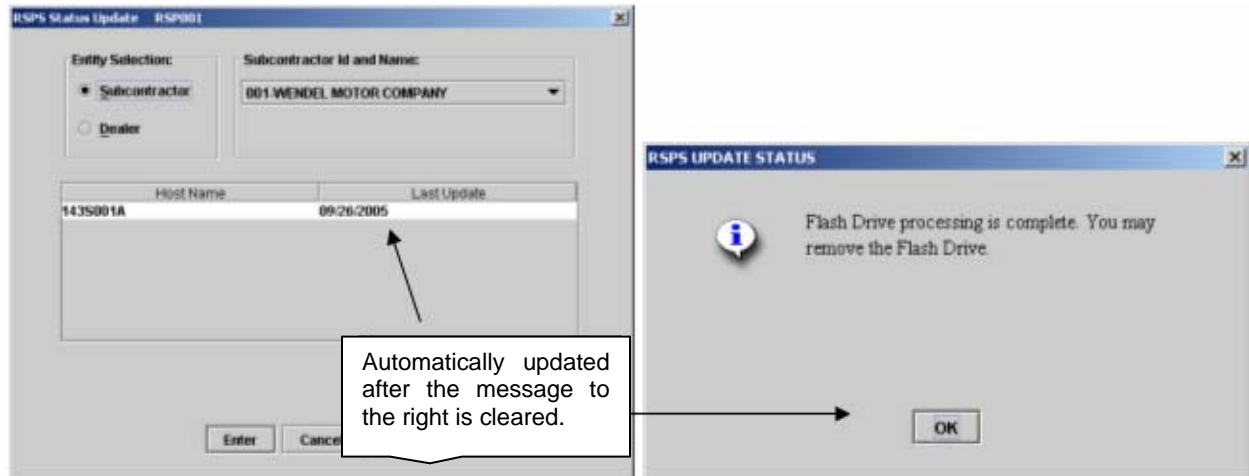 RSPS Status Update RSP001
Entity Selection:
Subcontractor
Dealer
Subcontractor Id and Name:
001-WENDEL MOTOR COMPANY
Host Name Last Update
143S001A 09/26/2005
Automatically updated
after the message to
the right is cleared.
Enter Cancel
RSPS UPDATE STATUS
Flash Drive processing is complete. You may
remove the Flash Drive.
OK